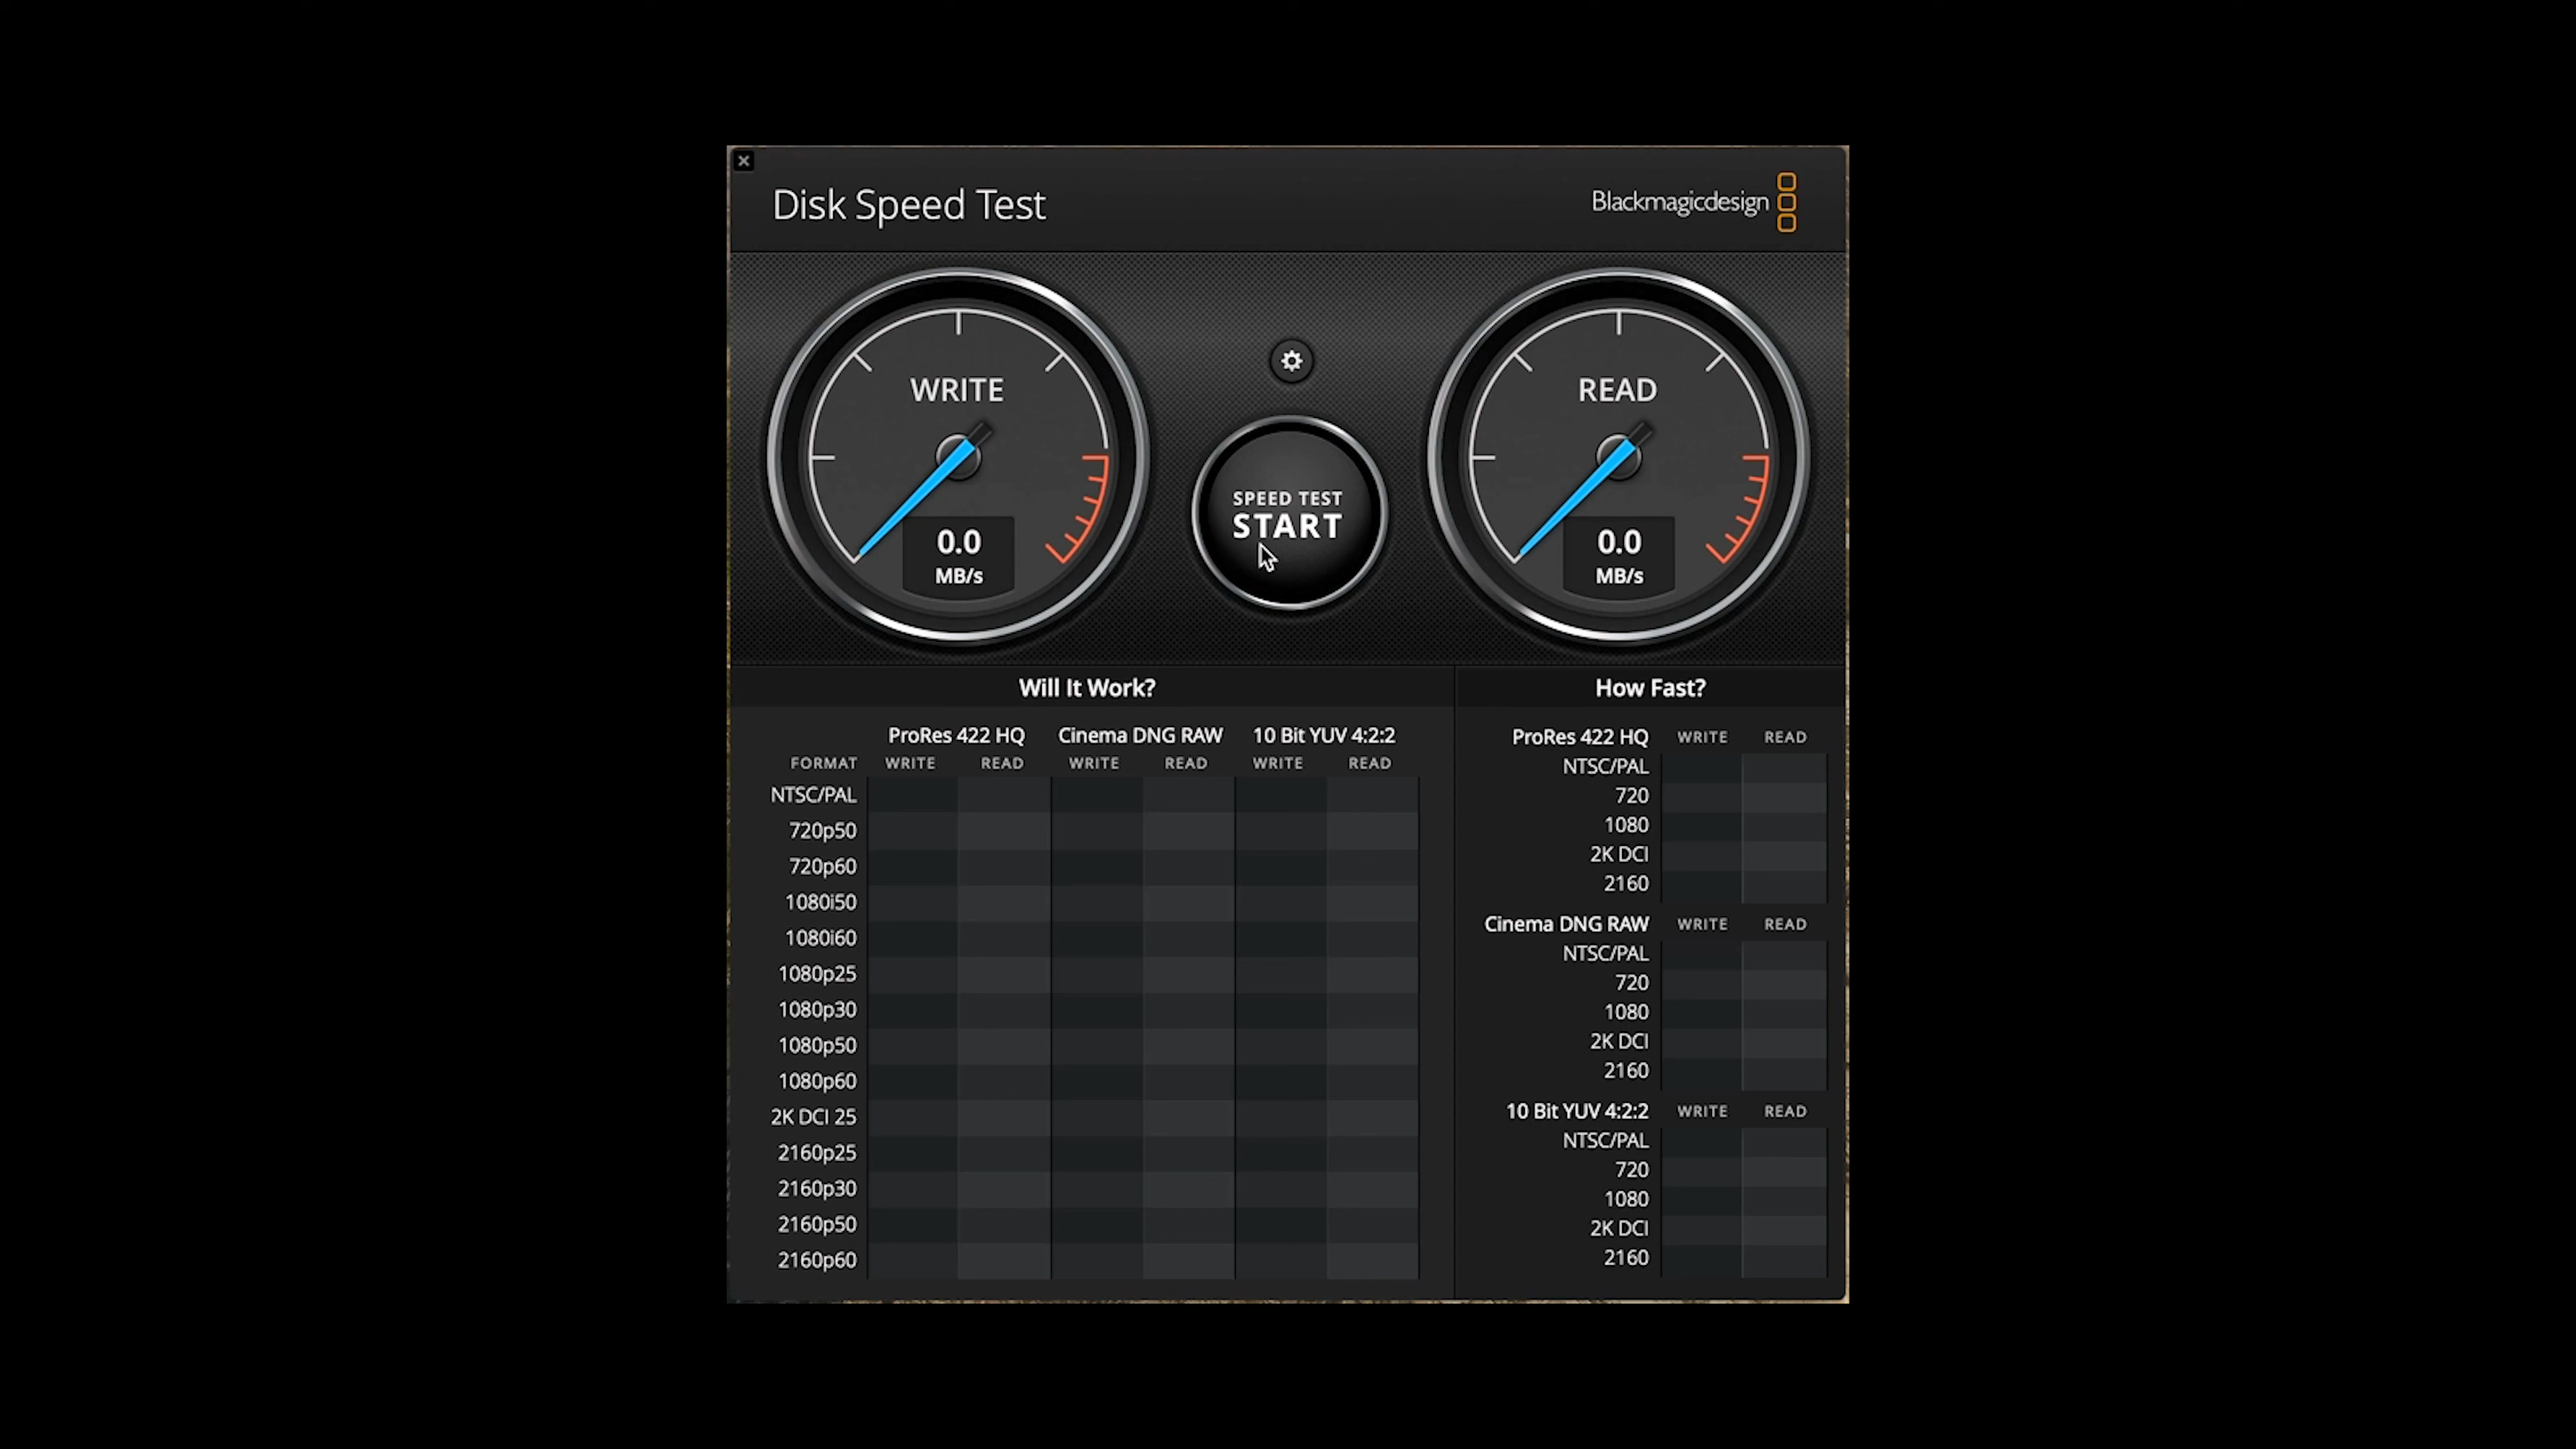 Disk Speed Test
Blackmagicdesign
WRITE
0.0
MB/s
SPEED TEST
START
READ
0.0
MB/s
Will It Work?
ProRes 422 HQ Cinema DNG RAW 10 Bit YUV 4:2:2
FORMAT WRITE READ WRITE READ WRITE READ
NTSC/PAL
720p50
720p60
1080i50
1080i60
1080p25
1080p30
1080p50
1080p60
2K DCI 25
2160p25
2160p30
2160p50
2160p60
How Fast?
ProRes 422 HQ WRITE READ
NTSC/PAL
720
1080
2K DCI
2160
Cinema DNG RAW WRITE READ
NTSC/PAL
720
1080
2K DCI
2160
10 Bit YUV 4:2:2 WRITE READ
NTSC/PAL
720
1080
2K DCI
2160